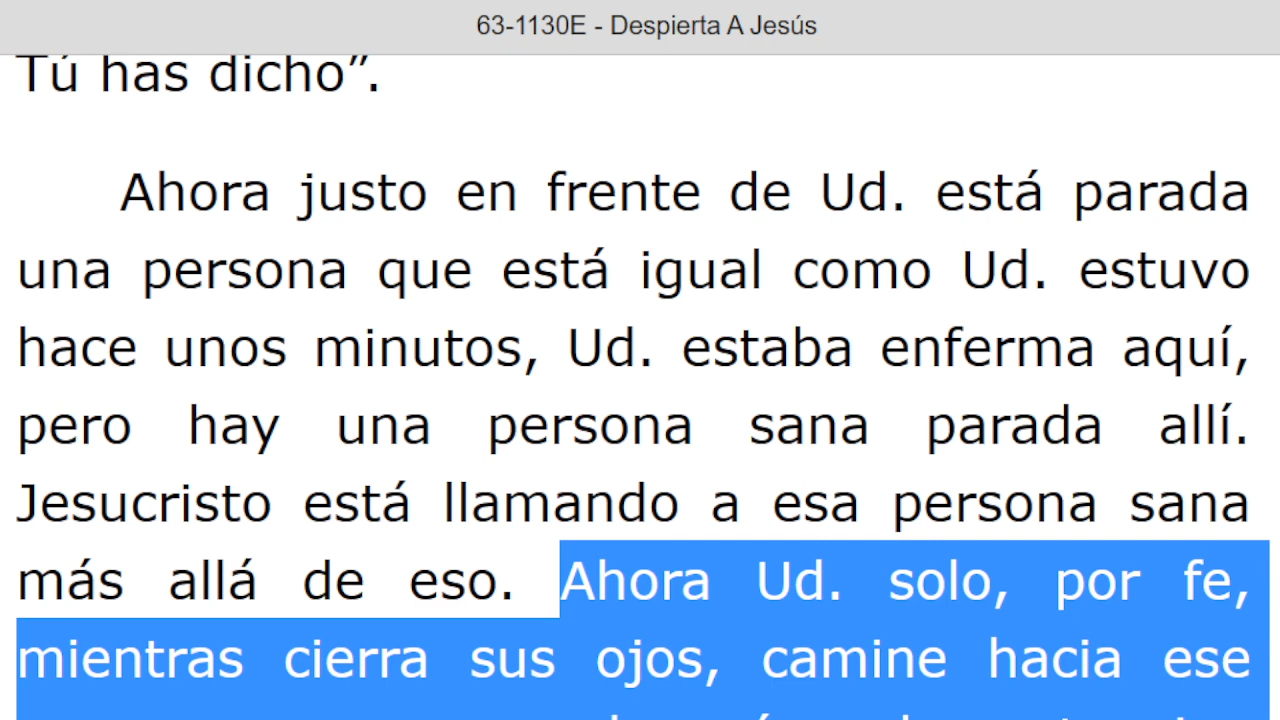 63-1130E - Despierta A Jesús
Tú has dicho”.
Ahora justo en frente de Ud. está parada
una persona que está igual como Ud. estuvo
hace unos minutos, Ud. estaba enferma aquí,
pero hay una persona sana parada allí.
Jesucristo está llamando a esa persona sana
más allá de eso. Ahora Ud. solo, por fe,
mientras cierra sus ojos, camine hacia ese